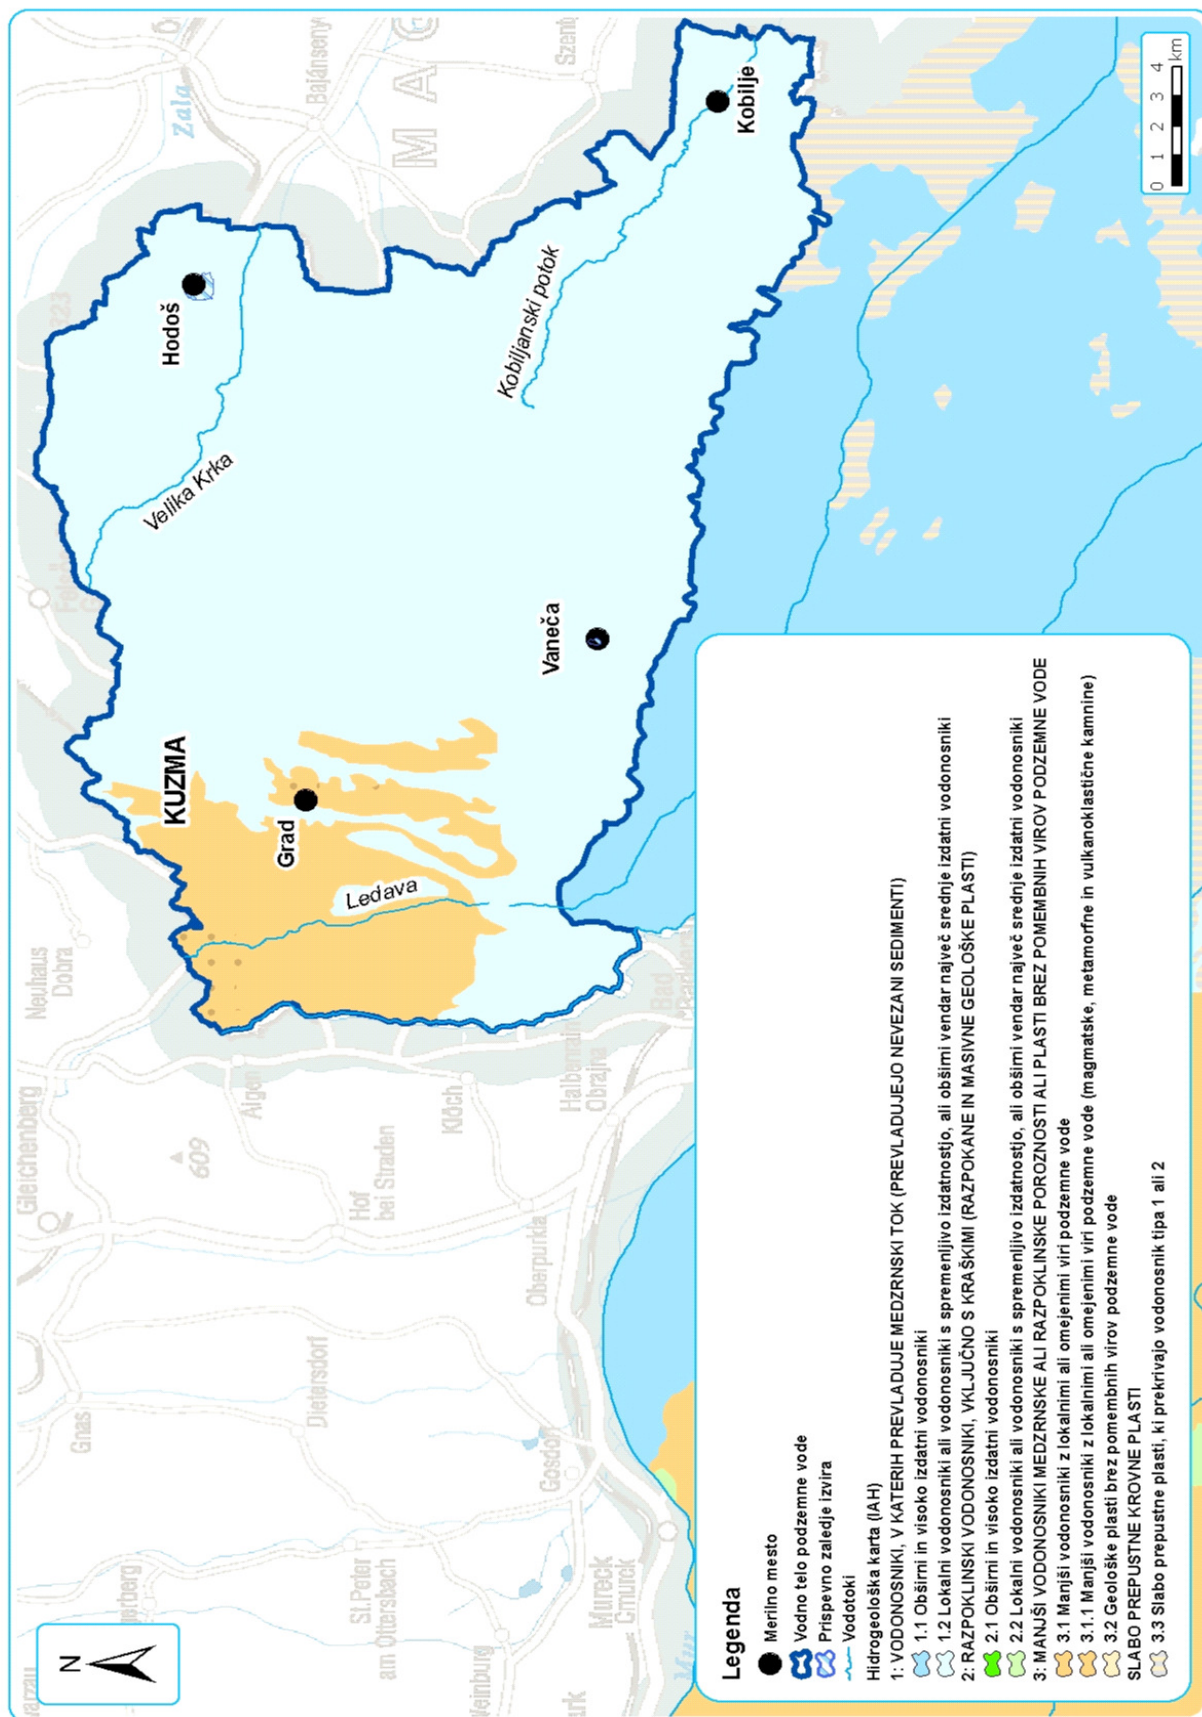 N
Gleichenberg
Neuhaus
Dobra
Gnas
609
Dietersdorf
Hof
bei Straden
Aigen
Klöch
St.Peter
am Ottersbach
Gosdorf
Oberpurkla
Halbenrain
Obrajna
Bad
Mureck
Cmurek
Weinburg
Mur
KUZMA
Grad
Ledava
Velika Krka
Hodoš
Vaneča
Kobiljanski potok
Kobilje
Zala
Bajánseny
M A
Szent
0 1 2 3 4
km
Legenda
Merilno mesto
Vodno telo podzemne vode
Prispevno zaledje izvira
Vodotoki
Hidrogeološka karta (IAH)
1: VODONOSNIKI, V KATERIH PREVLADUJE MEDZRNSKI TOK (PREVLADUJEJO NEVEZANI SEDIMENTI)
1.1 Obširni in visoko izdatni vodonosniki
1.2 Lokalni vodonosniki ali vodonosniki s spremenljivo izdatnostjo, ali obširni vendar največ srednje izdatni vodonosniki
2: RAZPOKLINSKI VODONOSNIKI, VKLJUČNO S KRAŠKIMI (RAZPOKANE IN MASIVNE GEOLOŠKE PLASTI)
2.1 Obširni in visoko izdatni vodonosniki
2.2 Lokalni vodonosniki ali vodonosniki s spremenljivo izdatnostjo, ali obširni vendar največ srednje izdatni vodonosniki
3: MANJŠI VODONOSNIKI MEDZRNSKE ALI RAZPOKLINSKE POROZNOSTI ALI PLASTI BREZ POMEMBNIH VIROV PODZEMNE VODE
3.1 Manjši vodonosniki z lokalnimi ali omejenimi viri podzemne vode
3.1.1 Manjši vodonosniki z lokalnimi ali omejenimi viri podzemne vode (magmatske, metamorfne in vulkanoklastične kamnine)
3.2 Geološke plasti brez pomembnih virov podzemne vode
SLABO PREPUSTNE KROVNE PLASTI
3.3 Slabo prepustne plasti, ki prekrivajo vodonosnik tipa 1 ali 2